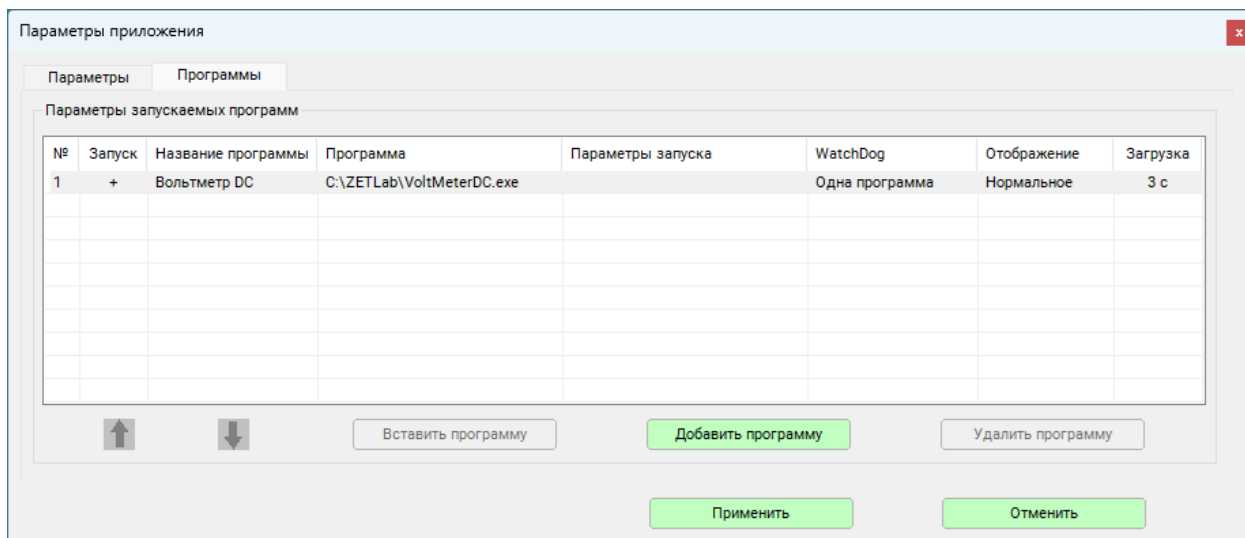 Параметры приложения
x
Параметры Программы
Параметры запускаемых программ
№ Запуск Название программы Программа Параметры запуска WatchDog Отображение Загрузка
1 + Вольтметр DC C:\ZETLab\VoltMeterDC.exe Одна программа Нормальное 3 с
Вставить программу Добавить программу Удалить программу
Применить Отменить